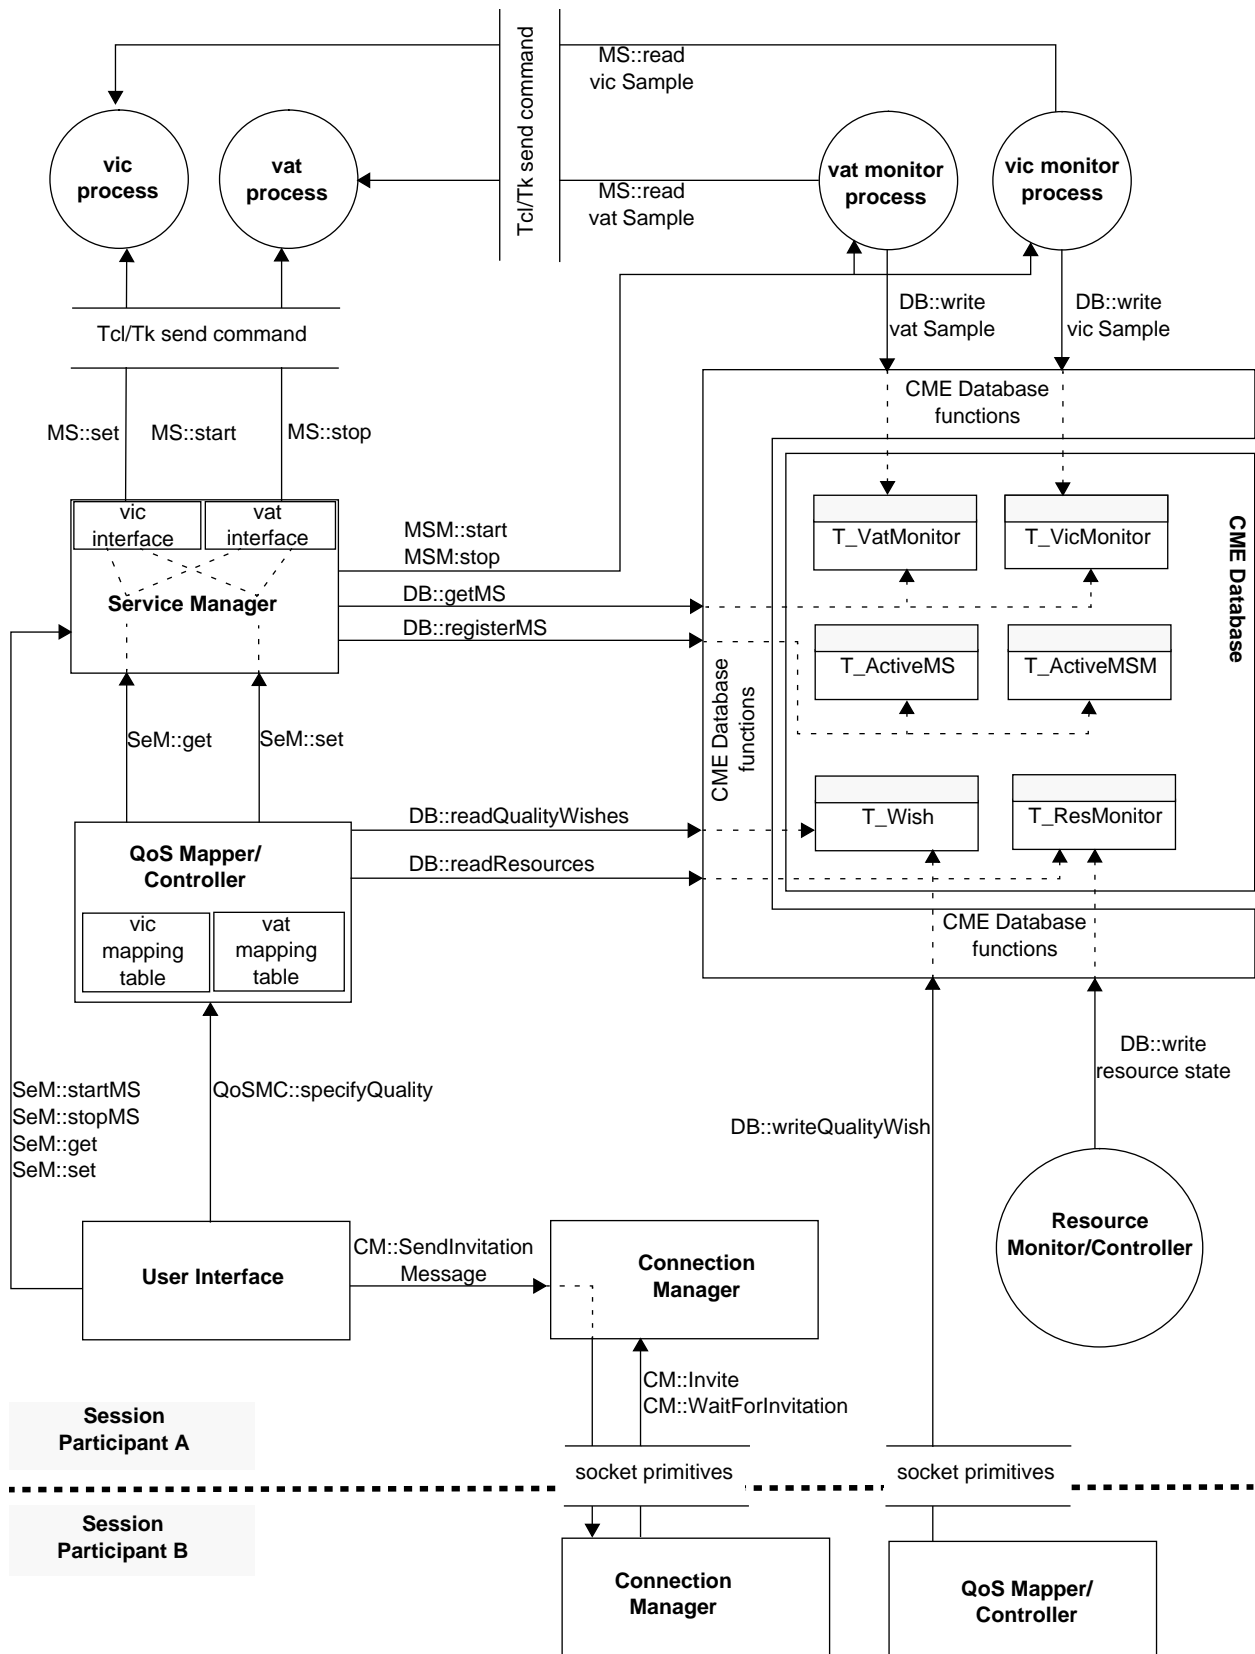 Tcl/Tk send command
MS::read
vic Sample
vic
process
vat
process
vat monitor
process
vic monitor
process
MS::read
vat Sample
DB::write
vat Sample
DB::write
vic Sample
Tcl/Tk send command
CME Database
functions
MS::set
MS::start
MS::stop
vic
interface
vat
interface
Service Manager
MSM::start
MSM:stop
DB::getMS
DB::registerMS
T_VatMonitor
T_VicMonitor
CME Database
T_ActiveMS
T_ActiveMSM
CME Database
functions
SeM::get
SeM::set
T_Wish
T_ResMonitor
DB::readQualityWishes
DB::readResources
QoS Mapper/
Controller
vic
mapping
table
vat
mapping
table
CME Database
functions
DB::write
resource state
SeM::startMS
SeM::stopMS
SeM::get
SeM::set
QoSMC::specifyQuality
DB::writeQualityWish
Resource
Monitor/Controller
User Interface
CM::SendInvitation
Message
Connection
Manager
CM::Invite
CM::WaitForInvitation
Session
Participant A
socket primitives
socket primitives
Session
Participant B
Connection
Manager
QoS Mapper/
Controller